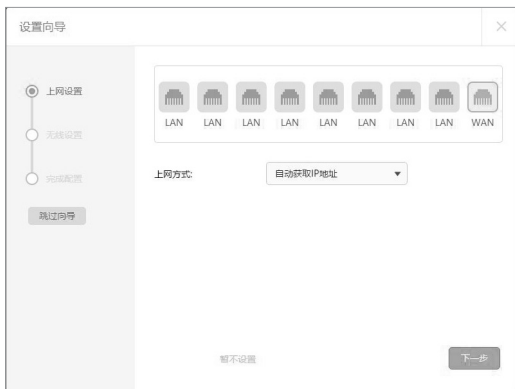 设置向导
上网设置
无线设置
完成配置
跳过向导
LAN LAN LAN LAN LAN LAN LAN LAN WAN
上网方式: 自动获取IP地址
暂不设置
下一步